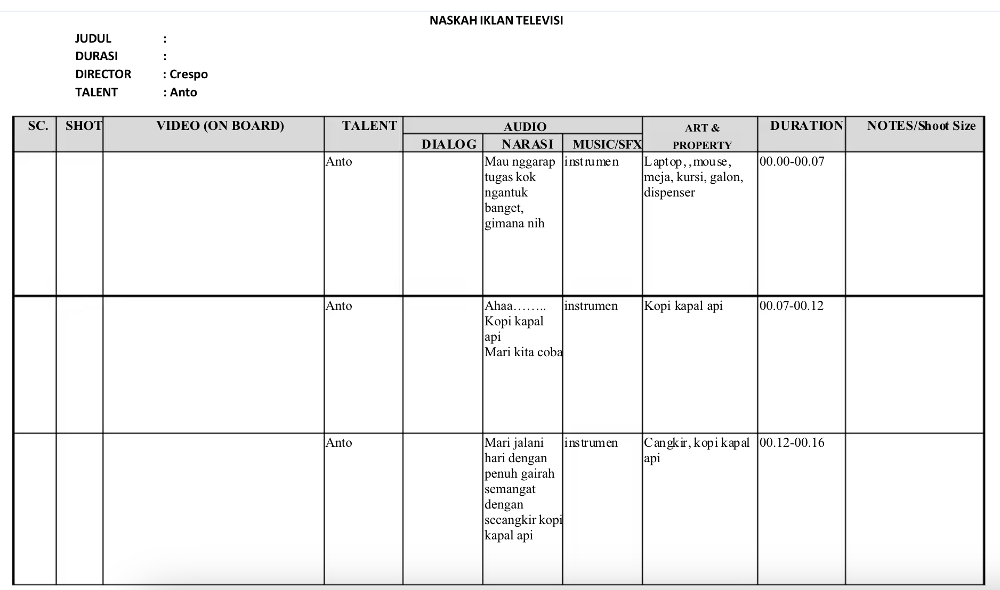 NASKAH IKLAN TELEVISI
JUDUL :
DURASI :
DIRECTOR : Crespo
TALENT : Anto
SC. SHOT VIDEO (ON BOARD) TALENT AUDIO ART & DURATION NOTES/Shoot Size
DIALOG NARASI MUSIC/SFX PROPERTY
Anto Mau nggarap instrumen Laptop,,mouse, 00.00-00.07
tugas kok meja, kursi, galon,
ngantuk dispenser
banget,
gimana nih
Anto Ahaa…….. instrumen Kopi kapal api 00.07-00.12
Kopi kapal
api
Mari kita coba
Anto Mari jalani instrumen Cangkir, kopi kapal 00.12-00.16
hari dengan api
penuh gairah
semangat
dengan
secangkir kopi
kapal api